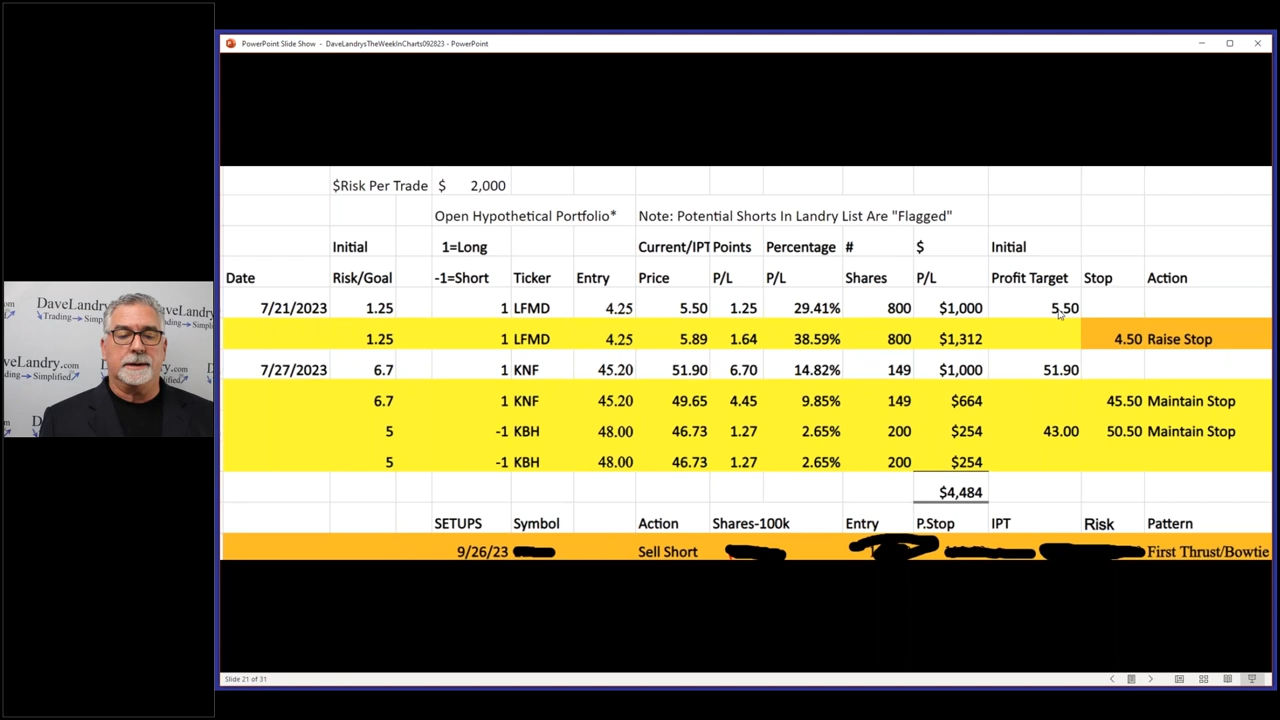 PowerPoint Slide Show - DaveLandrysTheWeekInCharts092823 - PowerPoint
$Risk Per Trade $ 2,000
Open Hypothetical Portfolio* Note: Potential Shorts In Landry List Are "Flagged"
Initial 1=Long Current/IPT Points Percentage # $ Initial
Date Risk/Goal -1=Short Ticker Entry Price P/L P/L Shares P/L Profit Target Stop Action
7/21/2023 1.25 1 LFMD 4.25 5.50 1.25 29.41% 800 $1,000 5.50
1.25 1 LFMD 4.25 5.89 1.64 38.59% 800 $1,312 4.50 Raise Stop
7/27/2023 6.7 1 KNF 45.20 51.90 6.70 14.82% 149 $1,000 51.90
6.7 1 KNF 45.20 49.65 4.45 9.85% 149 $664 45.50 Maintain Stop
5 -1 KBH 48.00 46.73 1.27 2.65% 200 $254 43.00 50.50 Maintain Stop
5 -1 KBH 48.00 46.73 1.27 2.65% 200 $254
$4,484
SETUPS Symbol Action Shares-100k Entry P.Stop IPT Risk Pattern
9/26/23 Sell Short First Thrust/Bowtie
Slide 21 of 31
DaveLandry
Trading
DaveLandry.com
Simplified